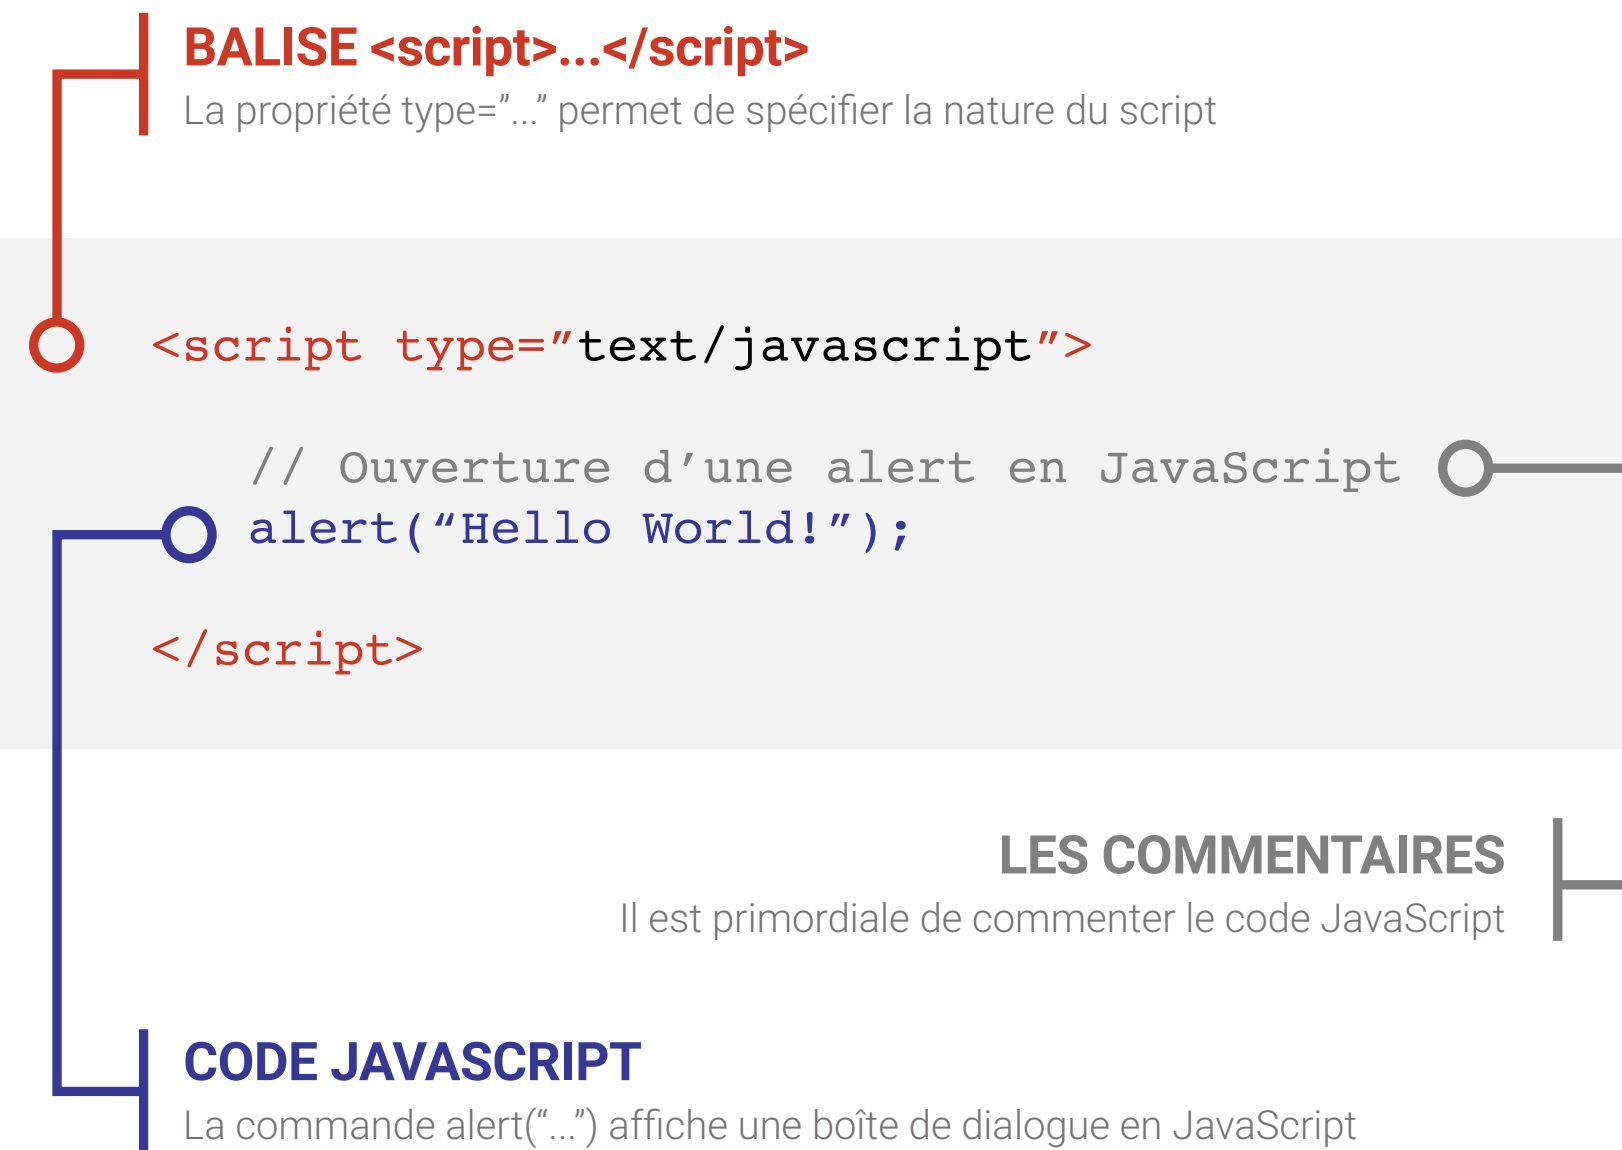 BALISE <script>...</script>
La propriété type=”...” permet de spécifier la nature du script
<script type=”text/javascript”>
// Ouverture d’une alert en JavaScript
alert(“Hello World!”);
</script>
LES COMMENTAIRES
Il est primordiale de commenter le code JavaScript
CODE JAVASCRIPT
La commande alert(“...”) affiche une boîte de dialogue en JavaScript